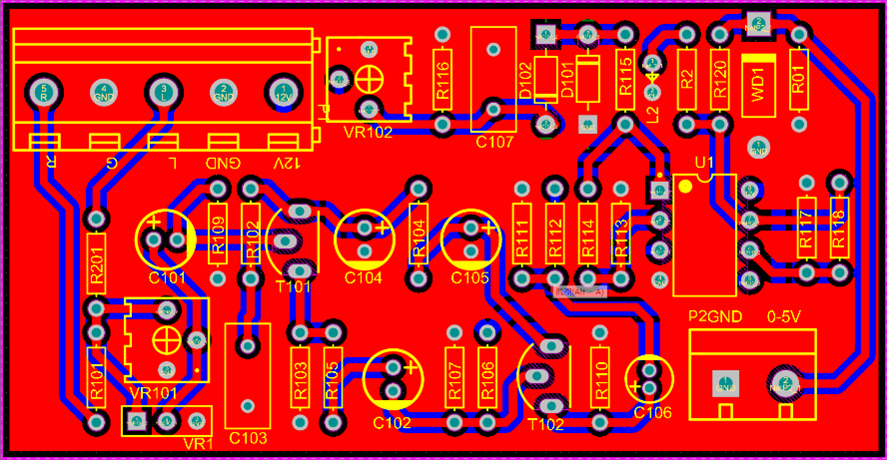 5 R
4 GND
3 L
2 GND
1 12V
P1
R
G
L
GND
12V
VR102
R116
C107
D102
D101
R115
L2
R2
R120
WD1
R01
U1
R201
C101
R109
R102
T101
C104
R104
C105
R111
R112
R114
R113
R117
R118
P2GND 0-5V
R101
VR101
VR1
C103
R103
R105
C102
R107
R106
T102
R110
C106